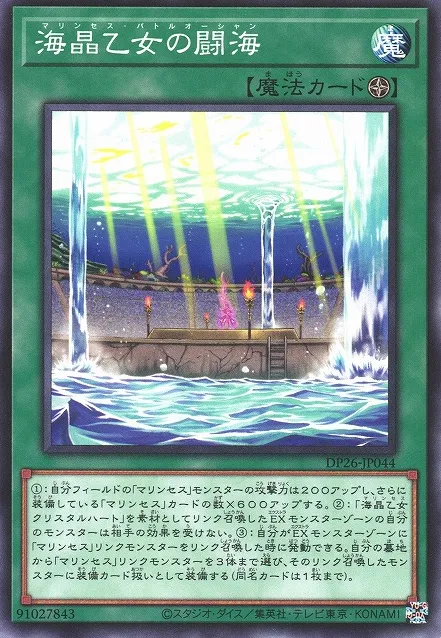 マリンセス・バトルオーシャン
海晶乙女の闘海
魔
【魔法カード】
DP26-JP044
①：自分フィールドの「マリンセス」モンスターの攻撃力は２００アップし、さらに
装備している「マリンセス」カードの数×６００アップする。②：「海晶乙女
クリスタルハート」を素材としてリンク召喚したEXモンスターゾーンの自分
のモンスターは相手の効果を受けない。③：自分がEXモンスターゾーンに
「マリンセス」リンクモンスターをリンク召喚した時に発動できる。自分の墓地
から「マリンセス」リンクモンスターを３体まで選び、そのリンク召喚したモン
スターに装備カード扱いとして装備する（同名カードは１枚まで）。
91027843
©スタジオ・ダイス／集英社・テレビ東京・KONAMI